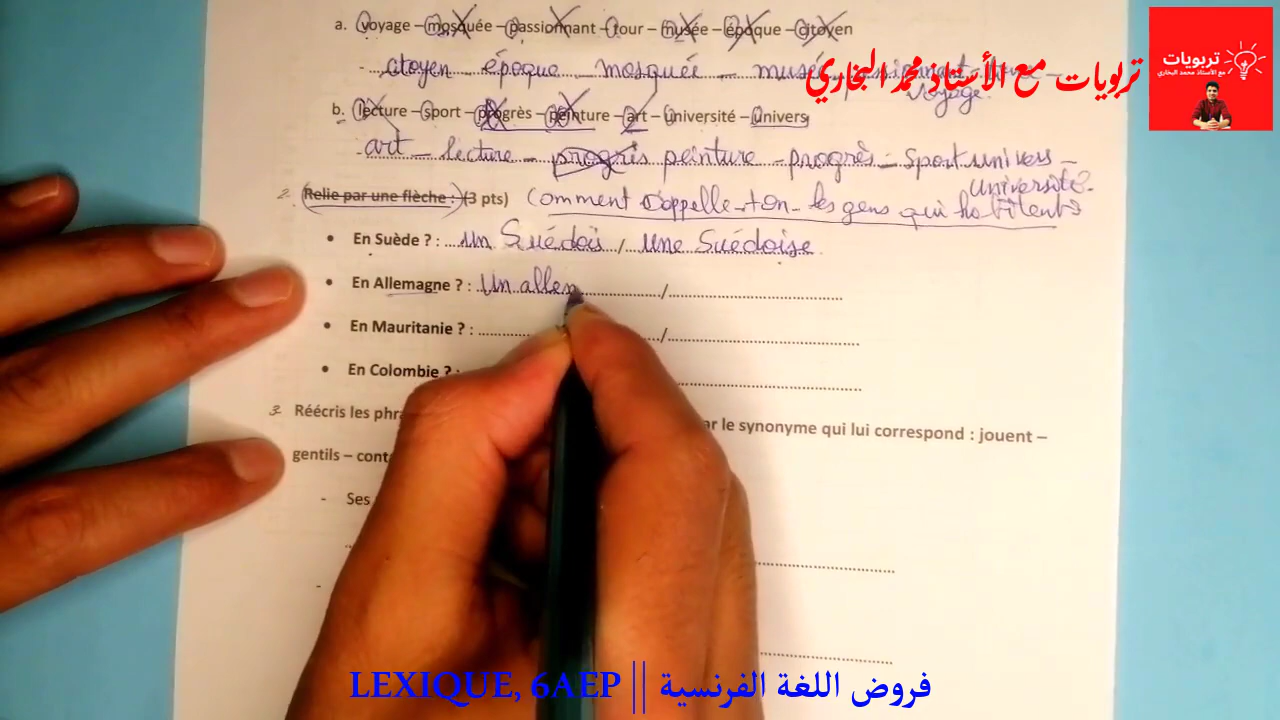 a. voyage – mosquée – passionnant – tour – musée – époque – citoyen
- citoyen - époque - mosquée - musée
voyage.
تربويات مع الأستاذ محمد البخاري
تربويات
مع الأستاذ محمد البخاري
b. lecture – sport – progrès – peinture – art – université – univers
- art - lecture - progrès peinture - progrès - sport univers -
université.
2. Relie par une flèche : (3 pts) (comment s'appelle-t-on les gens qui habitent ?
• En Suède ? : un Suédois / une Suédoise.
• En Allemagne ? : Un allem /
• En Mauritanie ? : /
• En Colombie ? :
3. Réécris les le synonyme qui lui correspond : jouent –
gentils –
- Ses
-
LEXIQUE, 6AEP || فروض اللغة الفرنسية